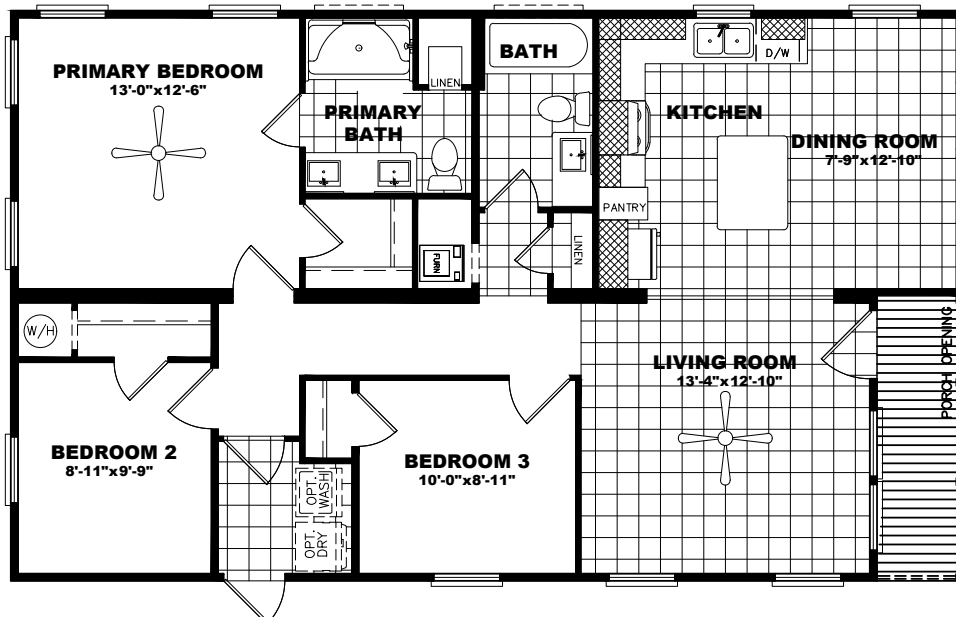 PRIMARY BEDROOM
13'-0"x12'-6"
LINEN
PRIMARY
BATH
BATH
D/W
KITCHEN
DINING ROOM
7'-9"x12'-10"
PANTRY
LINEN
FURN
W/H
LIVING ROOM
13'-4"x12'-10"
PORCH OPENING
BEDROOM 2
8'-11"x9'-9"
BEDROOM 3
10'-0"x8'-11"
OPT.
WASH
OPT.
DRY